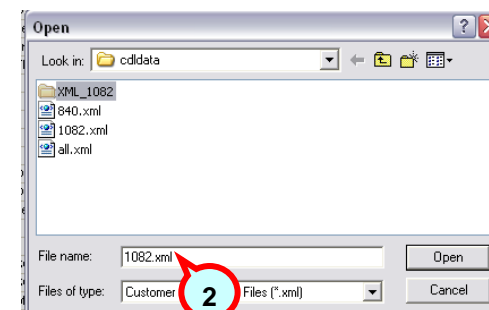 Open
Look in: cdldata
XML_1082
840.xml
1082.xml
all.xml
File name: 1082.xml Open
Files of type: Customer Files (*.xml) Cancel
2